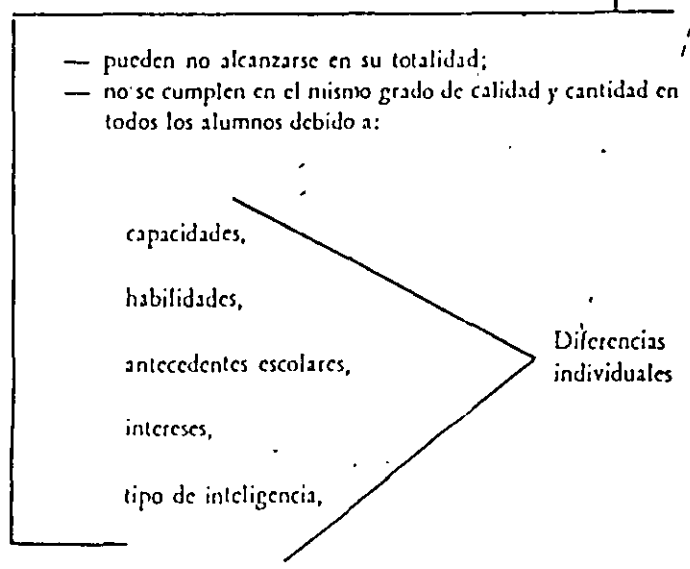 — pueden no alcanzarse en su totalidad;
— no se cumplen en el mismo grado de calidad y cantidad en
todos los alumnos debido a:
capacidades,
habilidades,
antecedentes escolares,
intereses,
tipo de inteligencia,
Diferencias
individuales